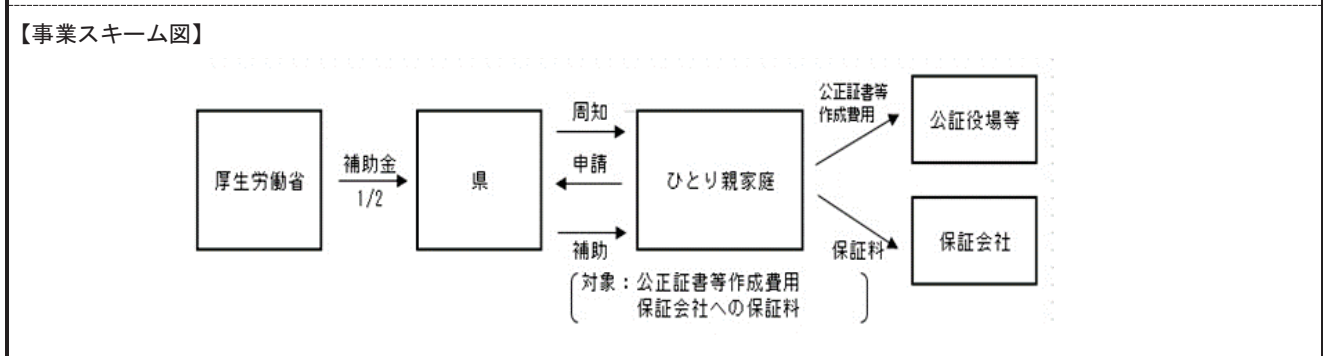 【事業スキーム図】
厚生労働省
補助金
1/2
県
周知
申請
補助
ひとり親家庭
対象：公正証書等作成費用
保証会社への保証料
公正証書等
作成費用
公証役場等
保証料
保証会社